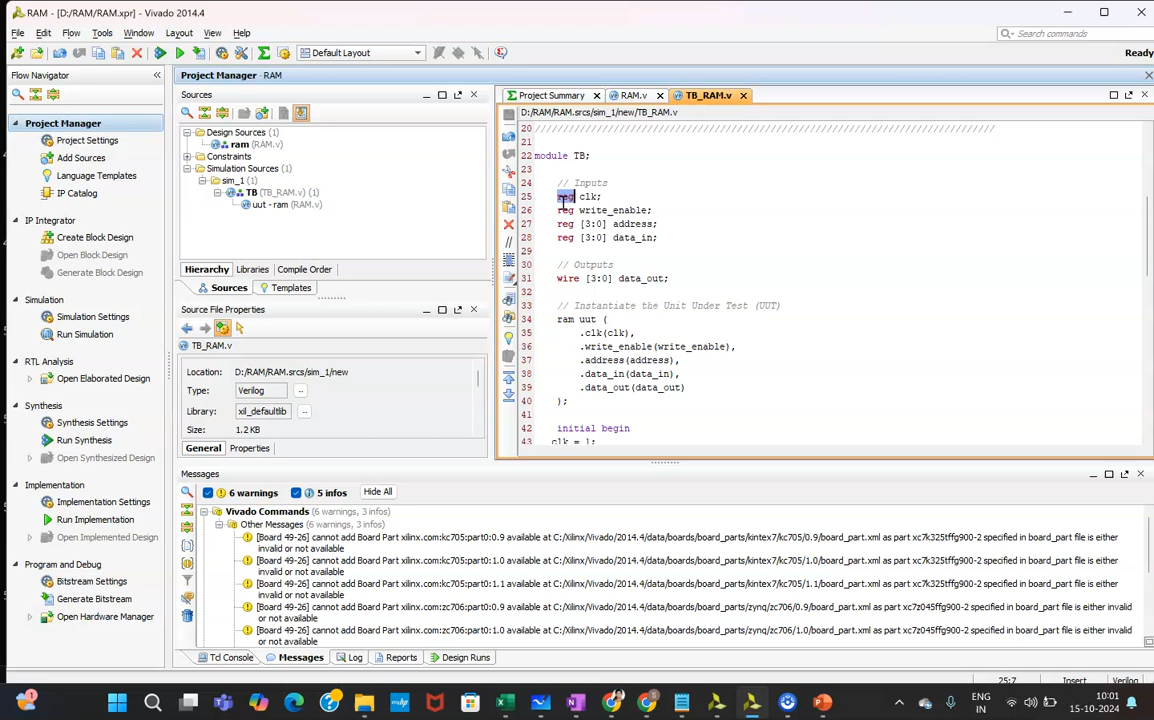 RAM - [D:/RAM/RAM.xpr] - Vivado 2014.4
File Edit Flow Tools Window Layout View Help
Search commands
Default Layout
Ready
Flow Navigator
Project Manager
Project Settings
Add Sources
Language Templates
IP Catalog
IP Integrator
Create Block Design
Open Block Design
Generate Block Design
Simulation
Simulation Settings
Run Simulation
RTL Analysis
Open Elaborated Design
Synthesis
Synthesis Settings
Run Synthesis
Open Synthesized Design
Implementation
Implementation Settings
Run Implementation
Open Implemented Design
Program and Debug
Bitstream Settings
Generate Bitstream
Open Hardware Manager
Project Manager - RAM
Sources
Design Sources (1)
ram (RAM.v)
Constraints
Simulation Sources (1)
sim_1 (1)
TB (TB_RAM.v) (1)
uut - ram (RAM.v)
Hierarchy Libraries Compile Order
Sources Templates
Source File Properties
TB_RAM.v
Location: D:/RAM/RAM.srcs/sim_1/new
Type: Verilog
Library: xil_defaultlib
Size: 1.2 KB
General Properties
Project Summary RAM.v TB_RAM.v
D:/RAM/RAM.srcs/sim_1/new/TB_RAM.v
20 //////////////////////////////////////////////////////////////////////////////////
21
22 module TB;
23
24 // Inputs
25 reg clk;
26 reg write_enable;
27 reg [3:0] address;
28 reg [3:0] data_in;
29
30 // Outputs
31 wire [3:0] data_out;
32
33 // Instantiate the Unit Under Test (UUT)
34 ram uut (
35 .clk(clk),
36 .write_enable(write_enable),
37 .address(address),
38 .data_in(data_in),
39 .data_out(data_out)
40 );
41
42 initial begin
43 clk = 1;
Messages
6 warnings 5 infos Hide All
Vivado Commands (6 warnings, 3 infos)
Other Messages (6 warnings, 3 infos)
[Board 49-26] cannot add Board Part xilinx.com:kc705:part0:0.9 available at C:/Xilinx/Vivado/2014.4/data/boards/board_parts/kintex7/kc705/0.9/board_part.xml as part xc7k325tffg900-2 specified in board_part file is either
invalid or not available
[Board 49-26] cannot add Board Part xilinx.com:kc705:part0:1.0 available at C:/Xilinx/Vivado/2014.4/data/boards/board_parts/kintex7/kc705/1.0/board_part.xml as part xc7k325tffg900-2 specified in board_part file is either
invalid or not available
[Board 49-26] cannot add Board Part xilinx.com:kc705:part0:1.1 available at C:/Xilinx/Vivado/2014.4/data/boards/board_parts/kintex7/kc705/1.1/board_part.xml as part xc7k325tffg900-2 specified in board_part file is either
invalid or not available
[Board 49-26] cannot add Board Part xilinx.com:zc706:part0:0.9 available at C:/Xilinx/Vivado/2014.4/data/boards/board_parts/zynq/zc706/0.9/board_part.xml as part xc7z045ffg900-2 specified in board_part file is either invalid
or not available
[Board 49-26] cannot add Board Part xilinx.com:zc706:part0:1.0 available at C:/Xilinx/Vivado/2014.4/data/boards/board_parts/zynq/zc706/1.0/board_part.xml as part xc7z045ffg900-2 specified in board_part file is either invalid
or not available
Tcl Console Messages Log Reports Design Runs
25:7 Insert Verilog
1
ENG
IN
10:01
15-10-2024